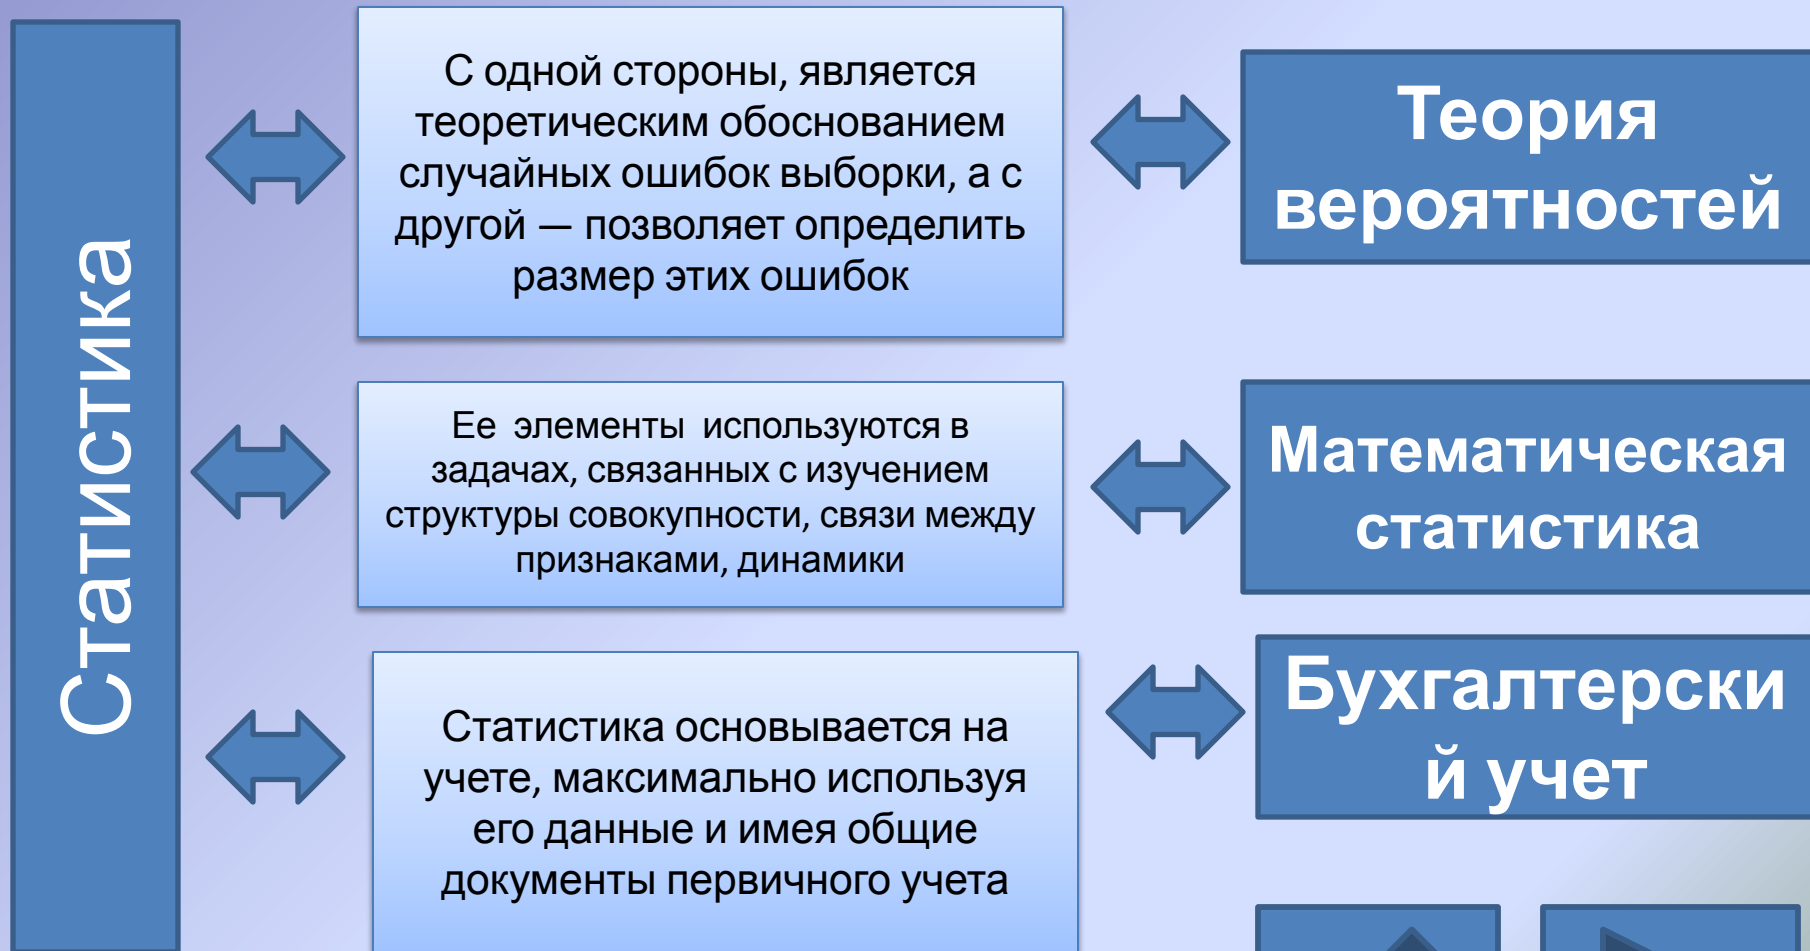 Статистика
С одной стороны, является
теоретическим обоснованием
случайных ошибок выборки, а с
другой — позволяет определить
размер этих ошибок
Теория
вероятностей
Ее элементы используются в
задачах, связанных с изучением
структуры совокупности, связи между
признаками, динамики
Математическая
статистика
Статистика основывается на
учете, максимально используя
его данные и имея общие
документы первичного учета
Бухгалтерски
й учет